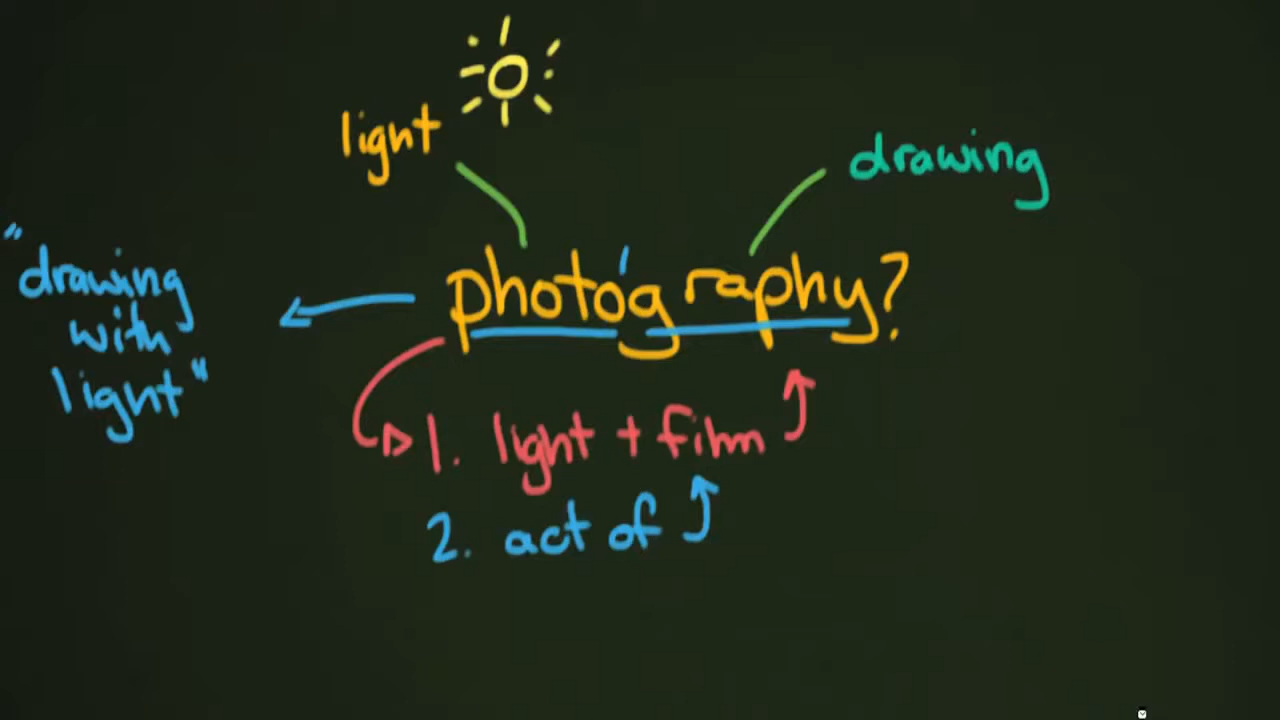 light
drawing
photography?
"drawing
with
light"
1. light + film
2. act of